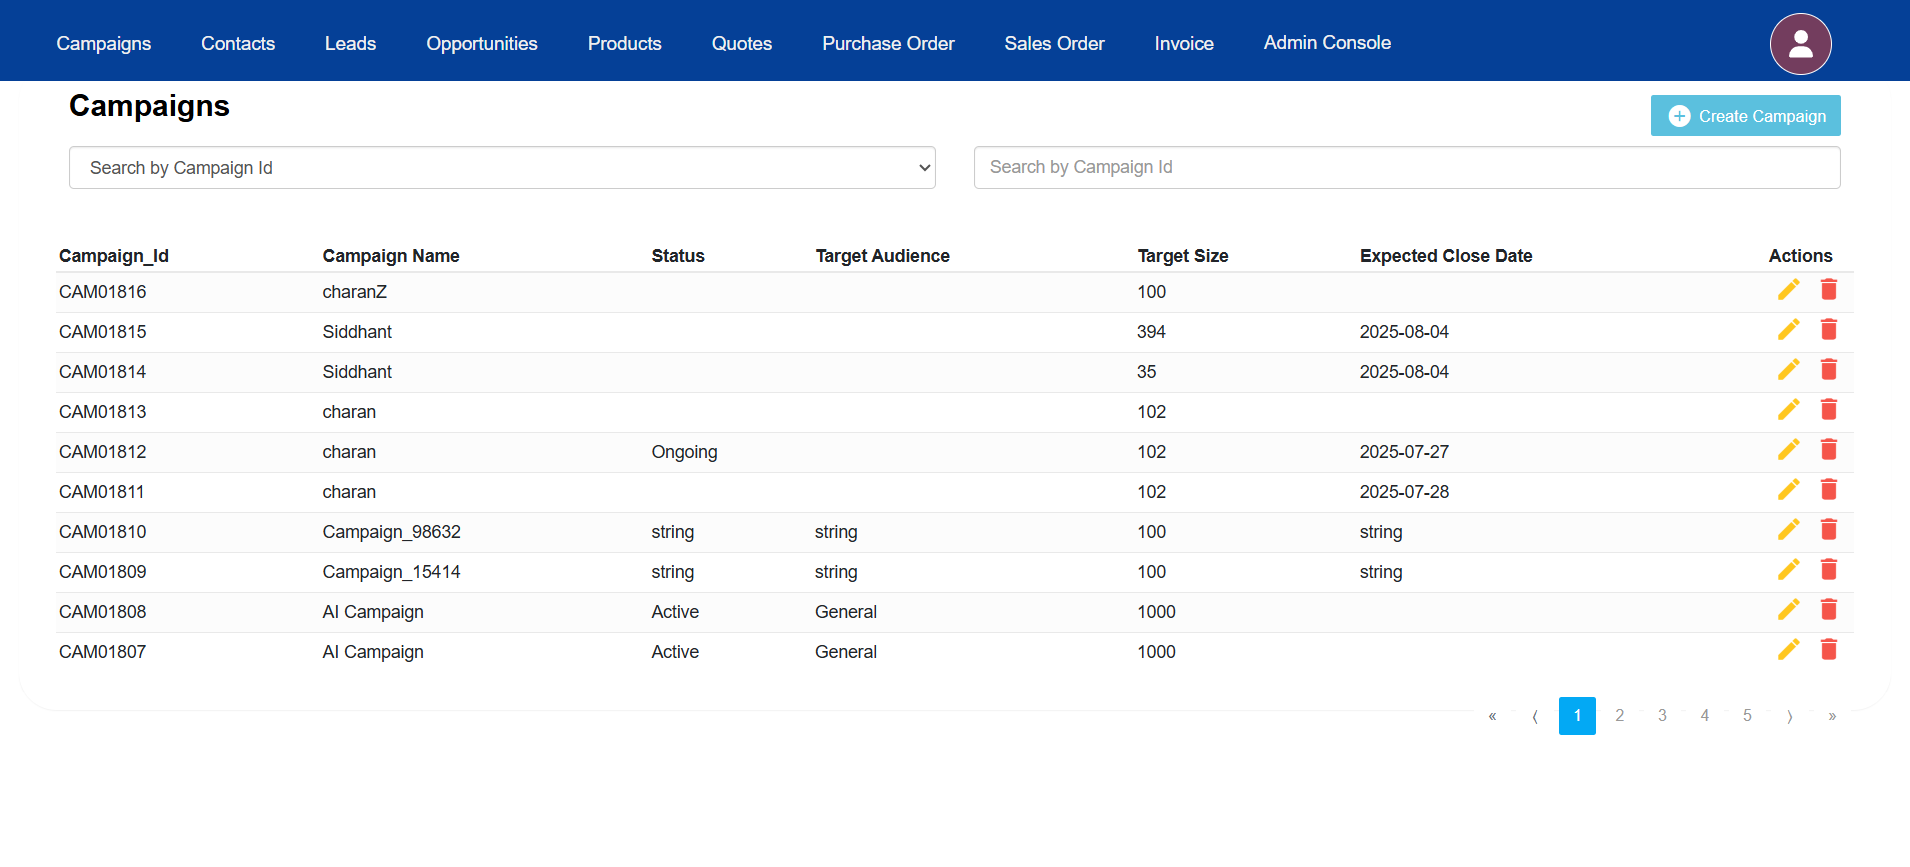 Campaigns Contacts Leads Opportunities Products Quotes Purchase Order Sales Order Invoice Admin Console
Campaigns
Create Campaign
Search by Campaign Id Search by Campaign Id
Campaign_Id Campaign Name Status Target Audience Target Size Expected Close Date Actions
CAM01816 charanZ 100
CAM01815 Siddhant 394 2025-08-04
CAM01814 Siddhant 35 2025-08-04
CAM01813 charan 102
CAM01812 charan Ongoing 102 2025-07-27
CAM01811 charan 102 2025-07-28
CAM01810 Campaign_98632 string string 100 string
CAM01809 Campaign_15414 string string 100 string
CAM01808 AI Campaign Active General 1000
CAM01807 AI Campaign Active General 1000
« ⟨ 1 2 3 4 5 ⟩ »